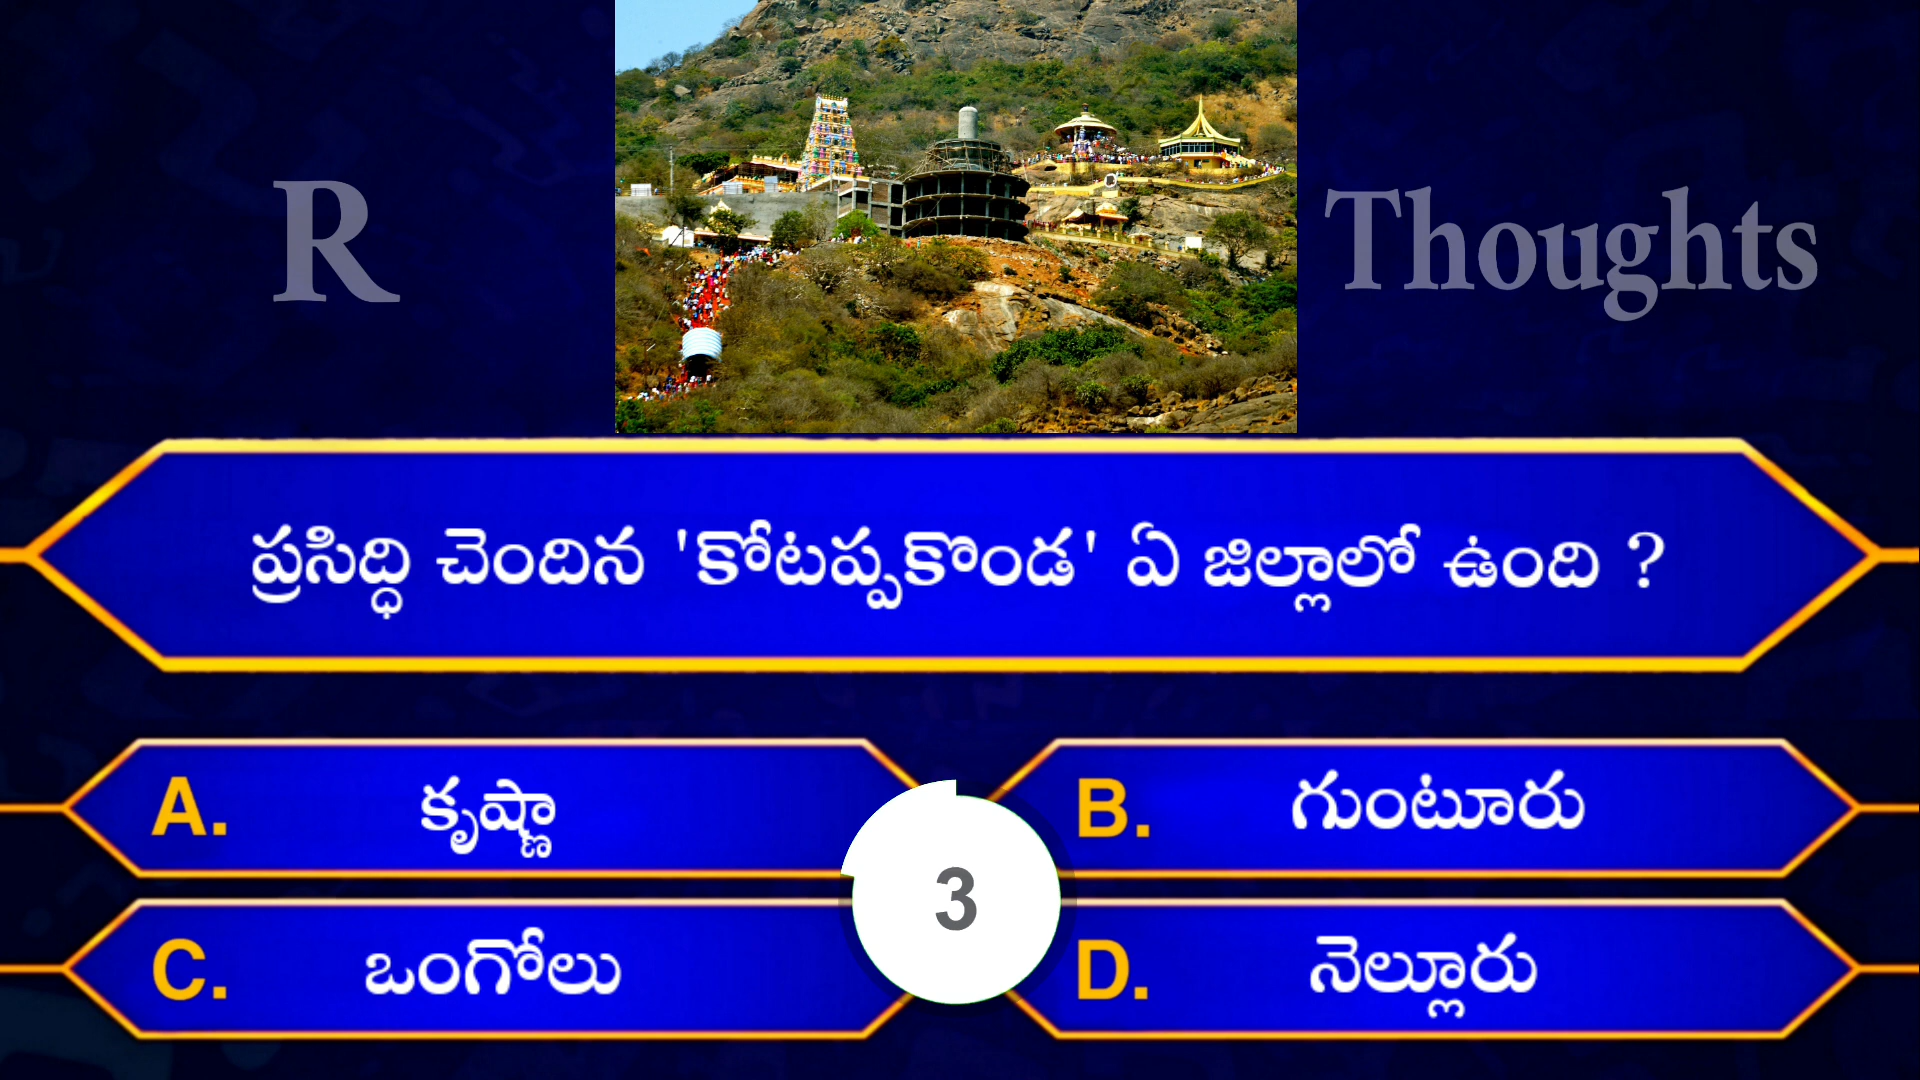 R
Thoughts
ప్రసిద్ధి చెందిన 'కోటప్పకొండ' ఏ జిల్లాలో ఉంది ?
A. కృష్ణా
B. గుంటూరు
3
C. ఒంగోలు
D. నెల్లూరు